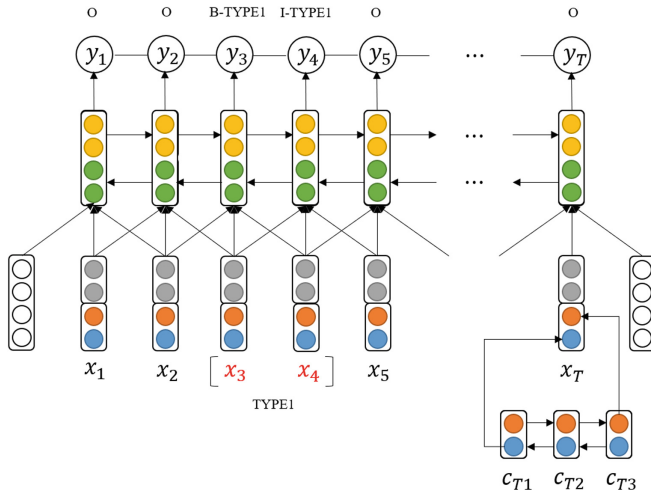 O O B-TYPE1 I-TYPE1 O O
y1 y2 y3 y4 y5 ... yT
...
x1 x2 [x3 x4] x5 xT
TYPE1
cT1 cT2 cT3